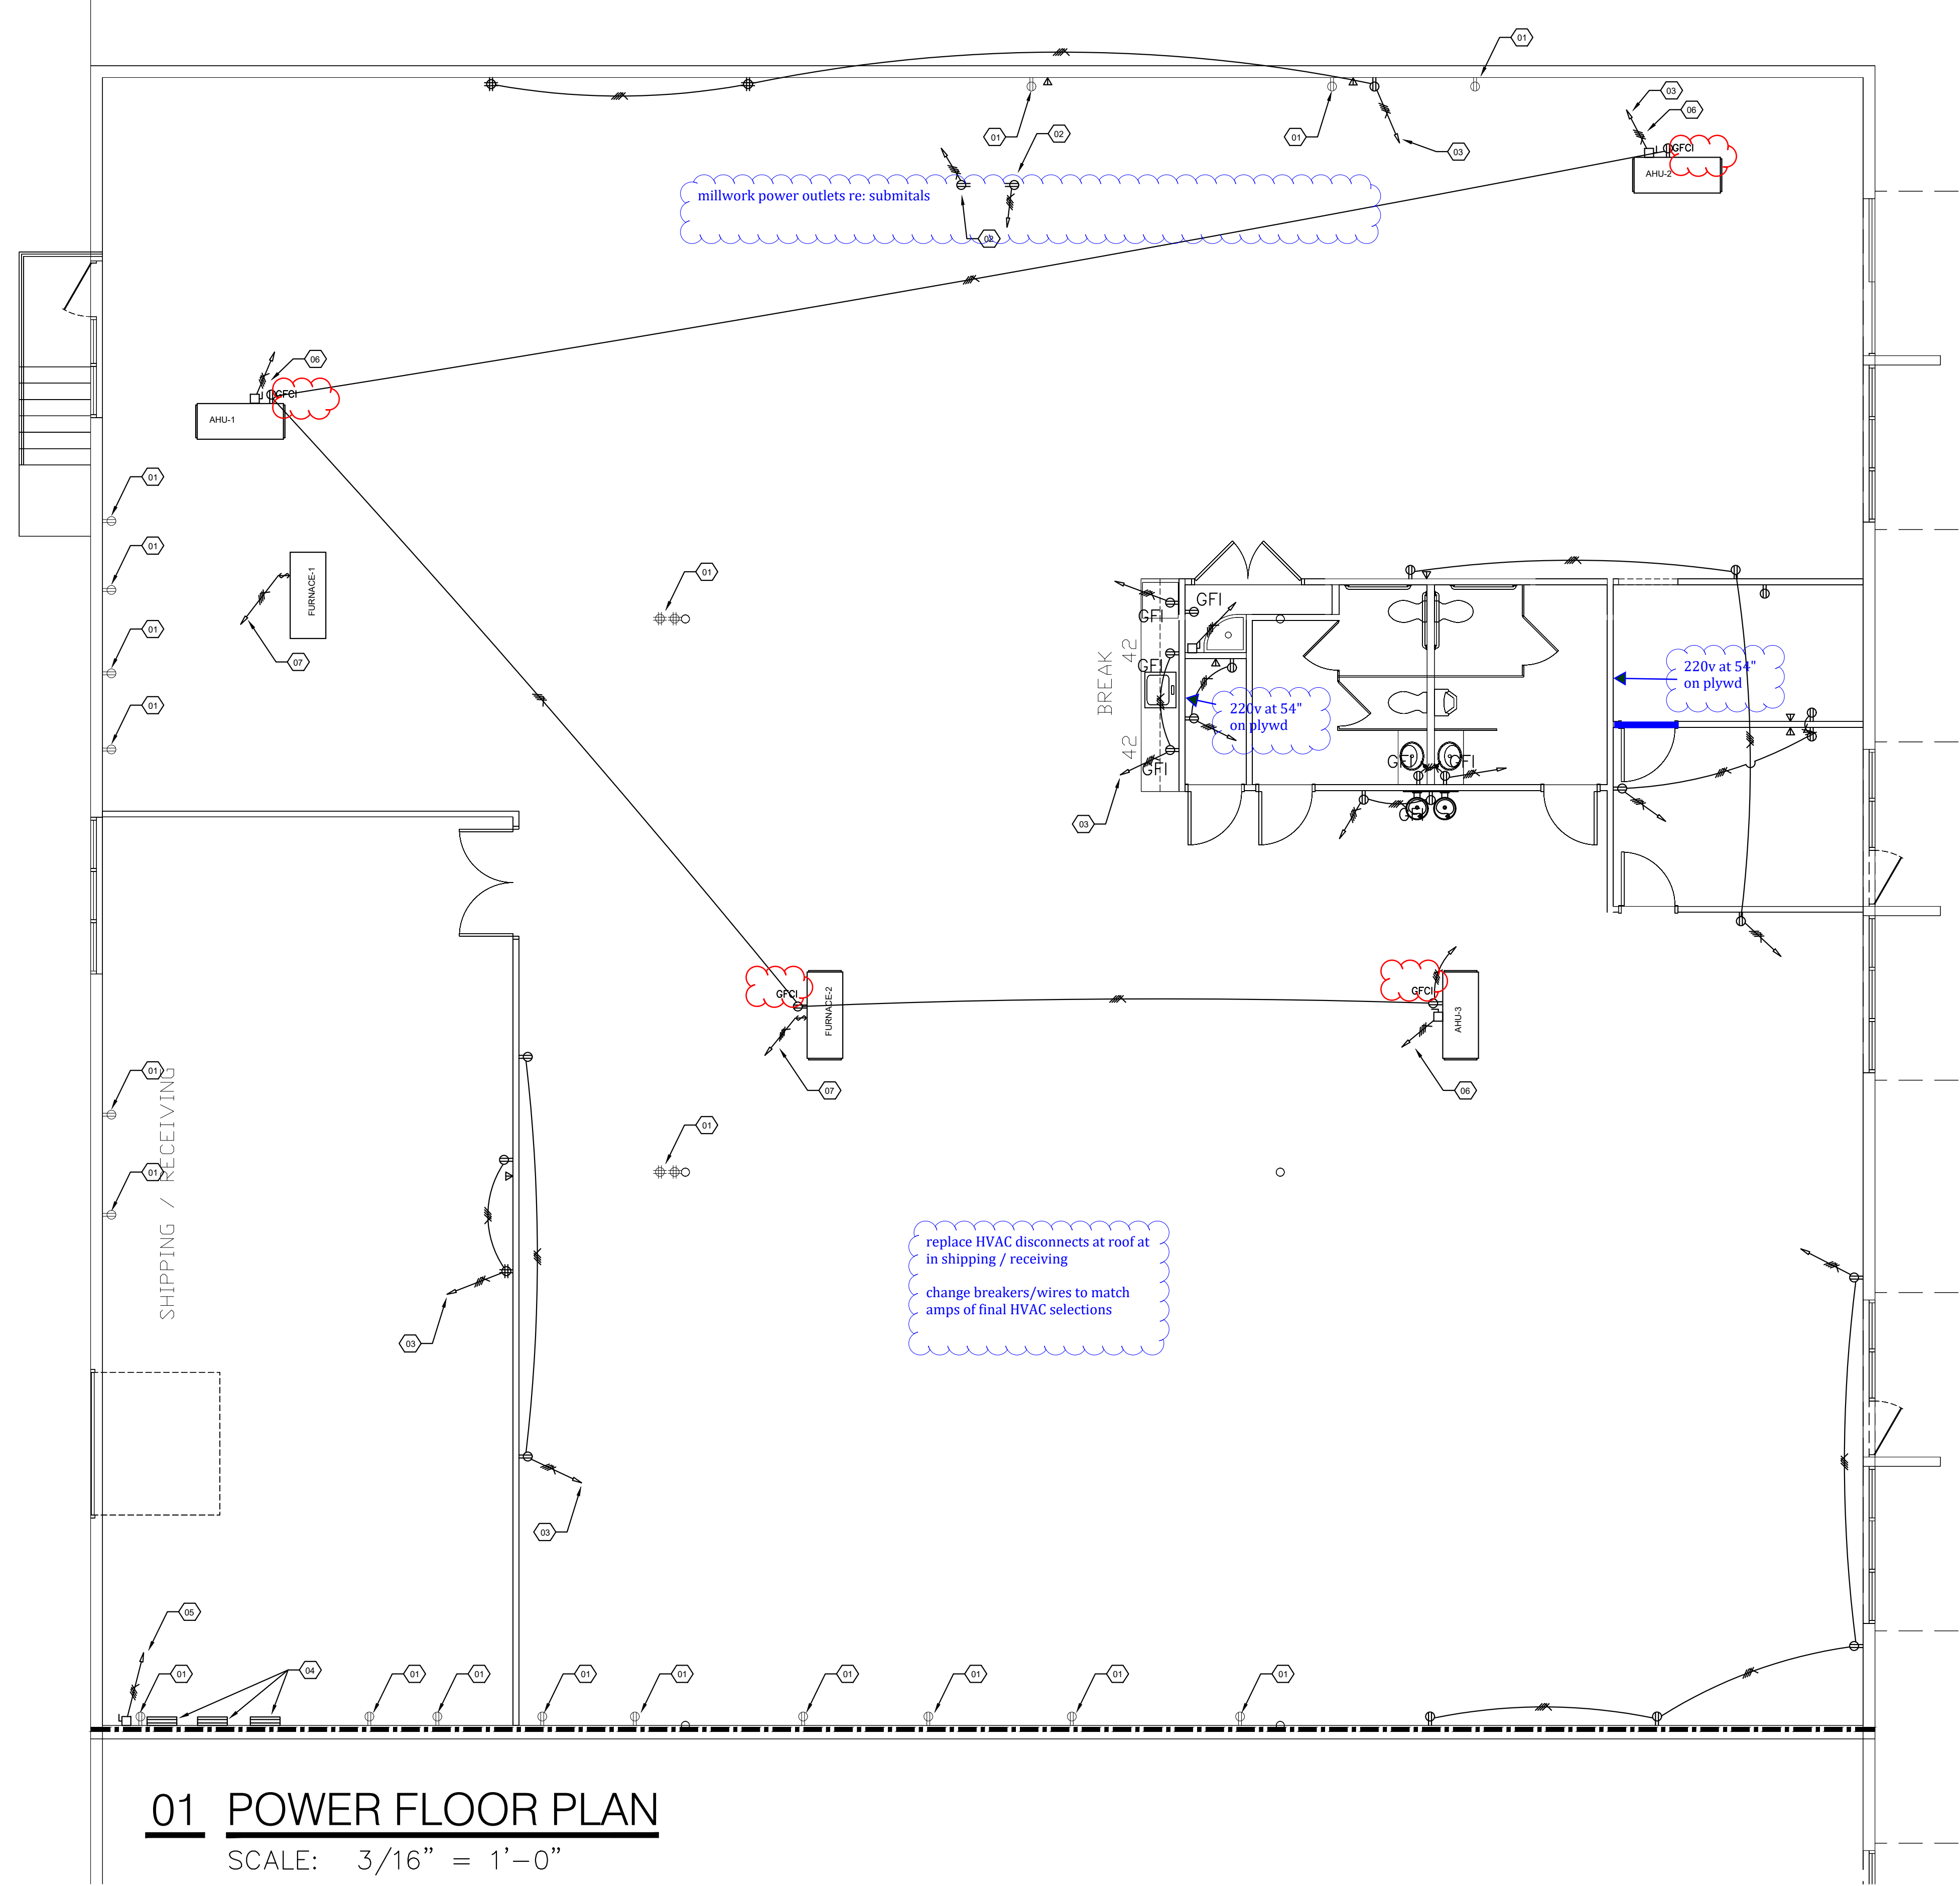 01
03
06
01
02
01
03
GFCI
AHU-2
millwork power outlets re: submitals
02
06
GFCI
AHU-1
01
01
01
01
FURNACE-1
07
01
GFI
GFI
GFI
GFI
BREAK
42
42
220v at 54"
on plywd
220v at 54"
on plywd
GFI
GFI
GFI
03
GFCI
FURNACE-2
07
GFCI
AHU-3
06
01
01
SHIPPING / RECEIVING
01
03
03
replace HVAC disconnects at roof at
in shipping / receiving
change breakers/wires to match
amps of final HVAC selections
05
01
04
01
01
01
01
01
01
01
01
01 POWER FLOOR PLAN
SCALE: 3/16” = 1’-0”